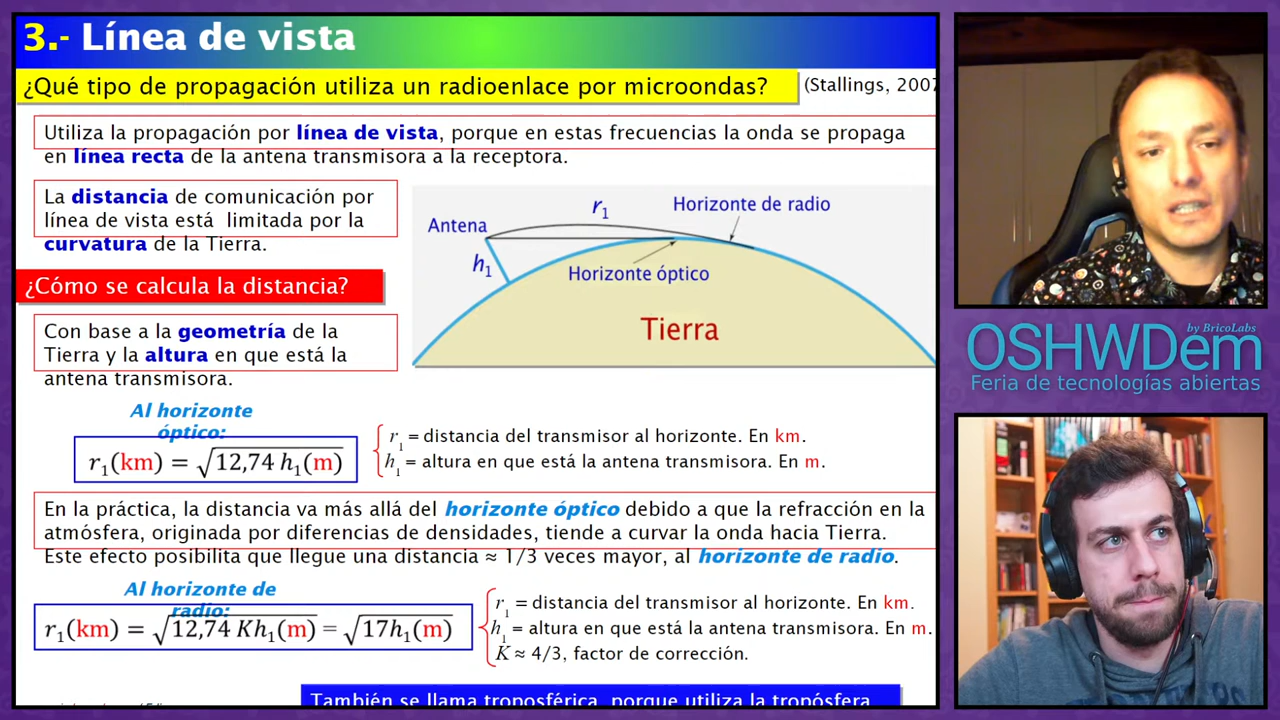 3.- Línea de vista
¿Qué tipo de propagación utiliza un radioenlace por microondas?
(Stallings, 2007
Utiliza la propagación por línea de vista, porque en estas frecuencias la onda se propaga
en línea recta de la antena transmisora a la receptora.
La distancia de comunicación por
línea de vista está limitada por la
curvatura de la Tierra.
Antena
r1
Horizonte de radio
h1
Horizonte óptico
Tierra
¿Cómo se calcula la distancia?
Con base a la geometría de la
Tierra y la altura en que está la
antena transmisora.
Al horizonte
óptico:
r1(km) = √12,74 h1(m)
r1 = distancia del transmisor al horizonte. En km.
h1 = altura en que está la antena transmisora. En m.
En la práctica, la distancia va más allá del horizonte óptico debido a que la refracción en la
atmósfera, originada por diferencias de densidades, tiende a curvar la onda hacia Tierra.
Este efecto posibilita que llegue una distancia ≈ 1/3 veces mayor, al horizonte de radio.
Al horizonte de
radio:
r1(km) = √12,74 Kh1(m) = √17h1(m)
r1 = distancia del transmisor al horizonte. En km.
h1 = altura en que está la antena transmisora. En m.
K ≈ 4/3, factor de corrección.
También se llama troposférica, porque utiliza la tropósfera
by BricoLabs
OSHWDem
Feria de tecnologías abiertas